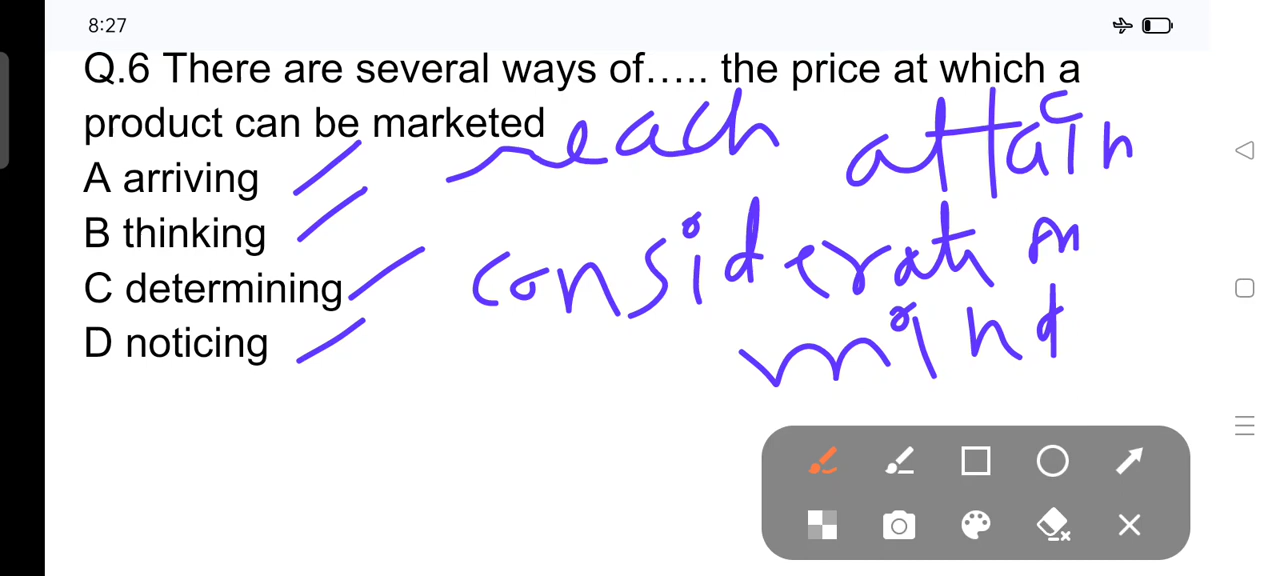 8:27
Q.6 There are several ways of..... the price at which a
product can be marketed
reach attain
A arriving
B thinking
consideration
C determining
mind
D noticing